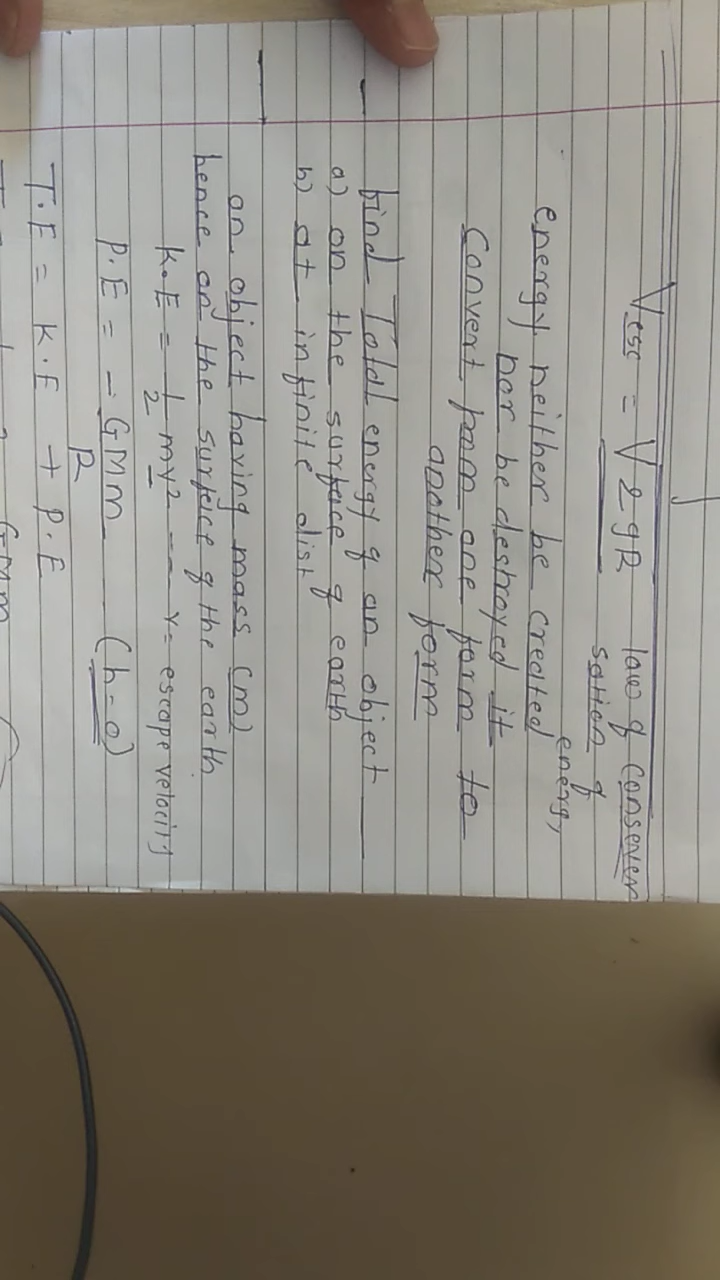 Vesc = √2gR law of conserver
sation of
energy
energy neither be created
nor be destroyed it
convert from one form to
another form
find Total energy of an object
a) on the surface of earth
b) at infinite dist
an object having mass (m)
hence on the surface of the earth.
K.E = 1/2 mv² -- v = escape velocity
P.E = -GMm/R (h=0)
T.E = K.E + P.E